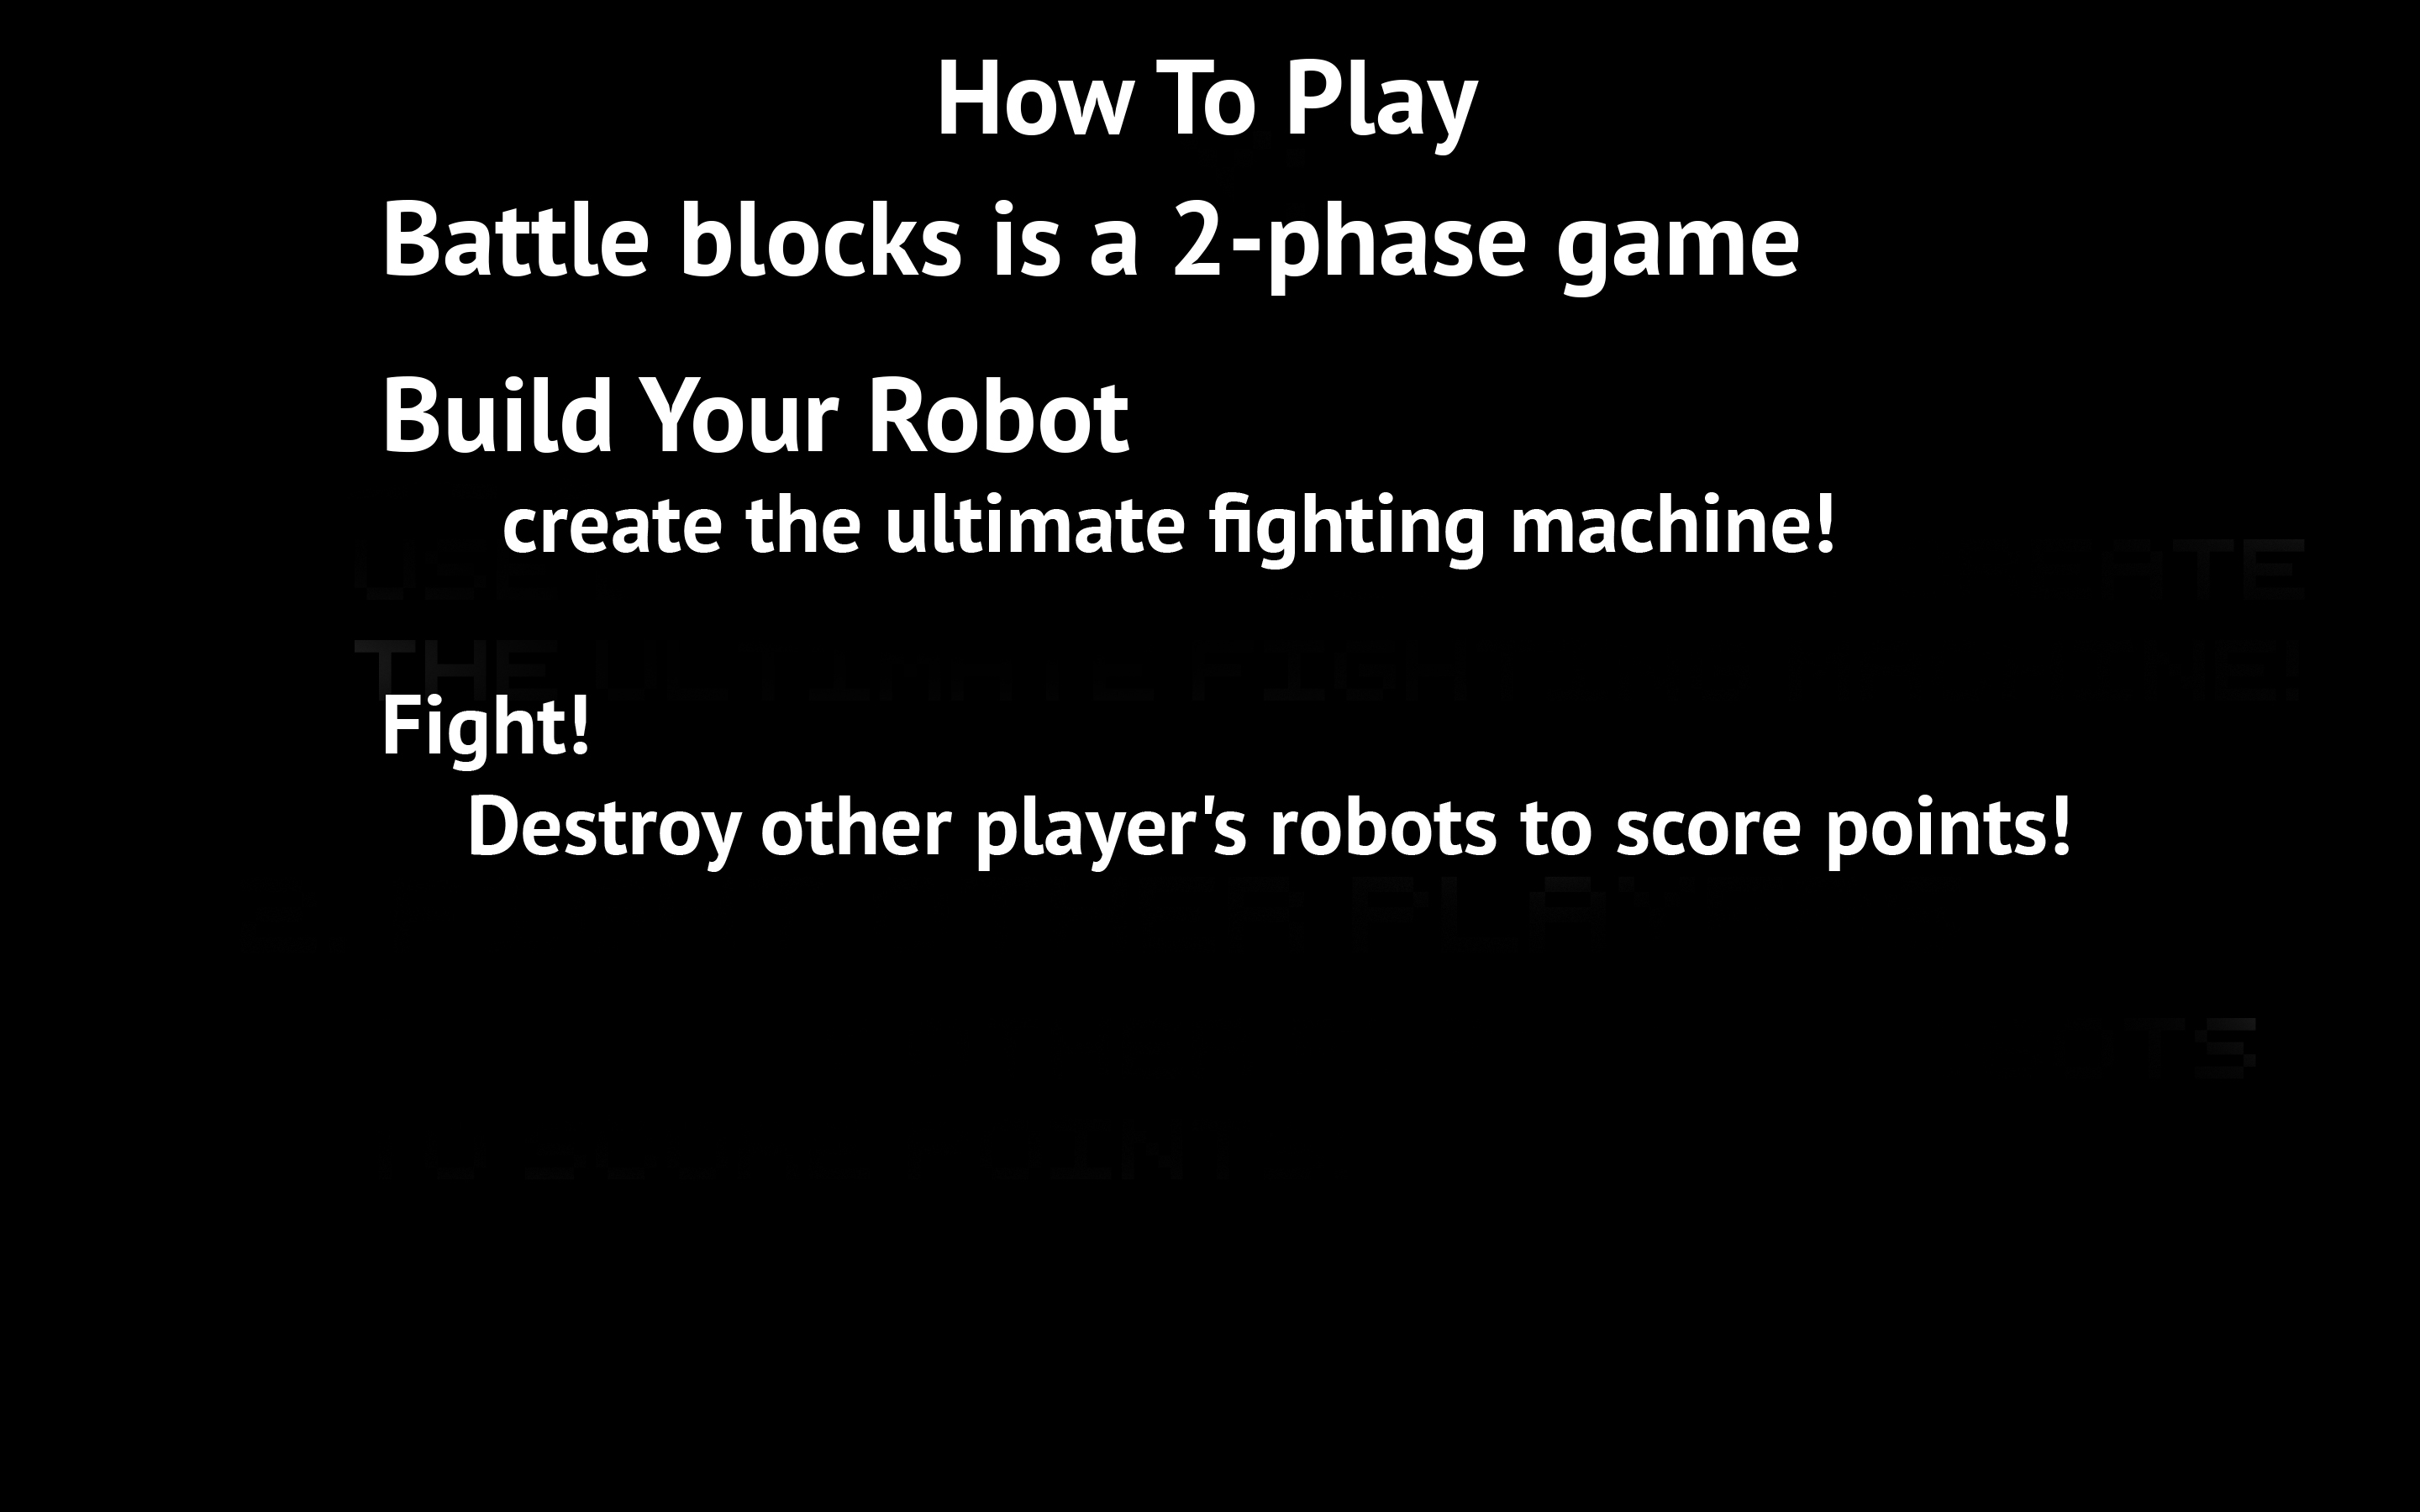 How To Play
Battle blocks is a 2-phase game
Build Your Robot
create the ultimate fighting machine!
THE
Fight!
Destroy other player's robots to score points!